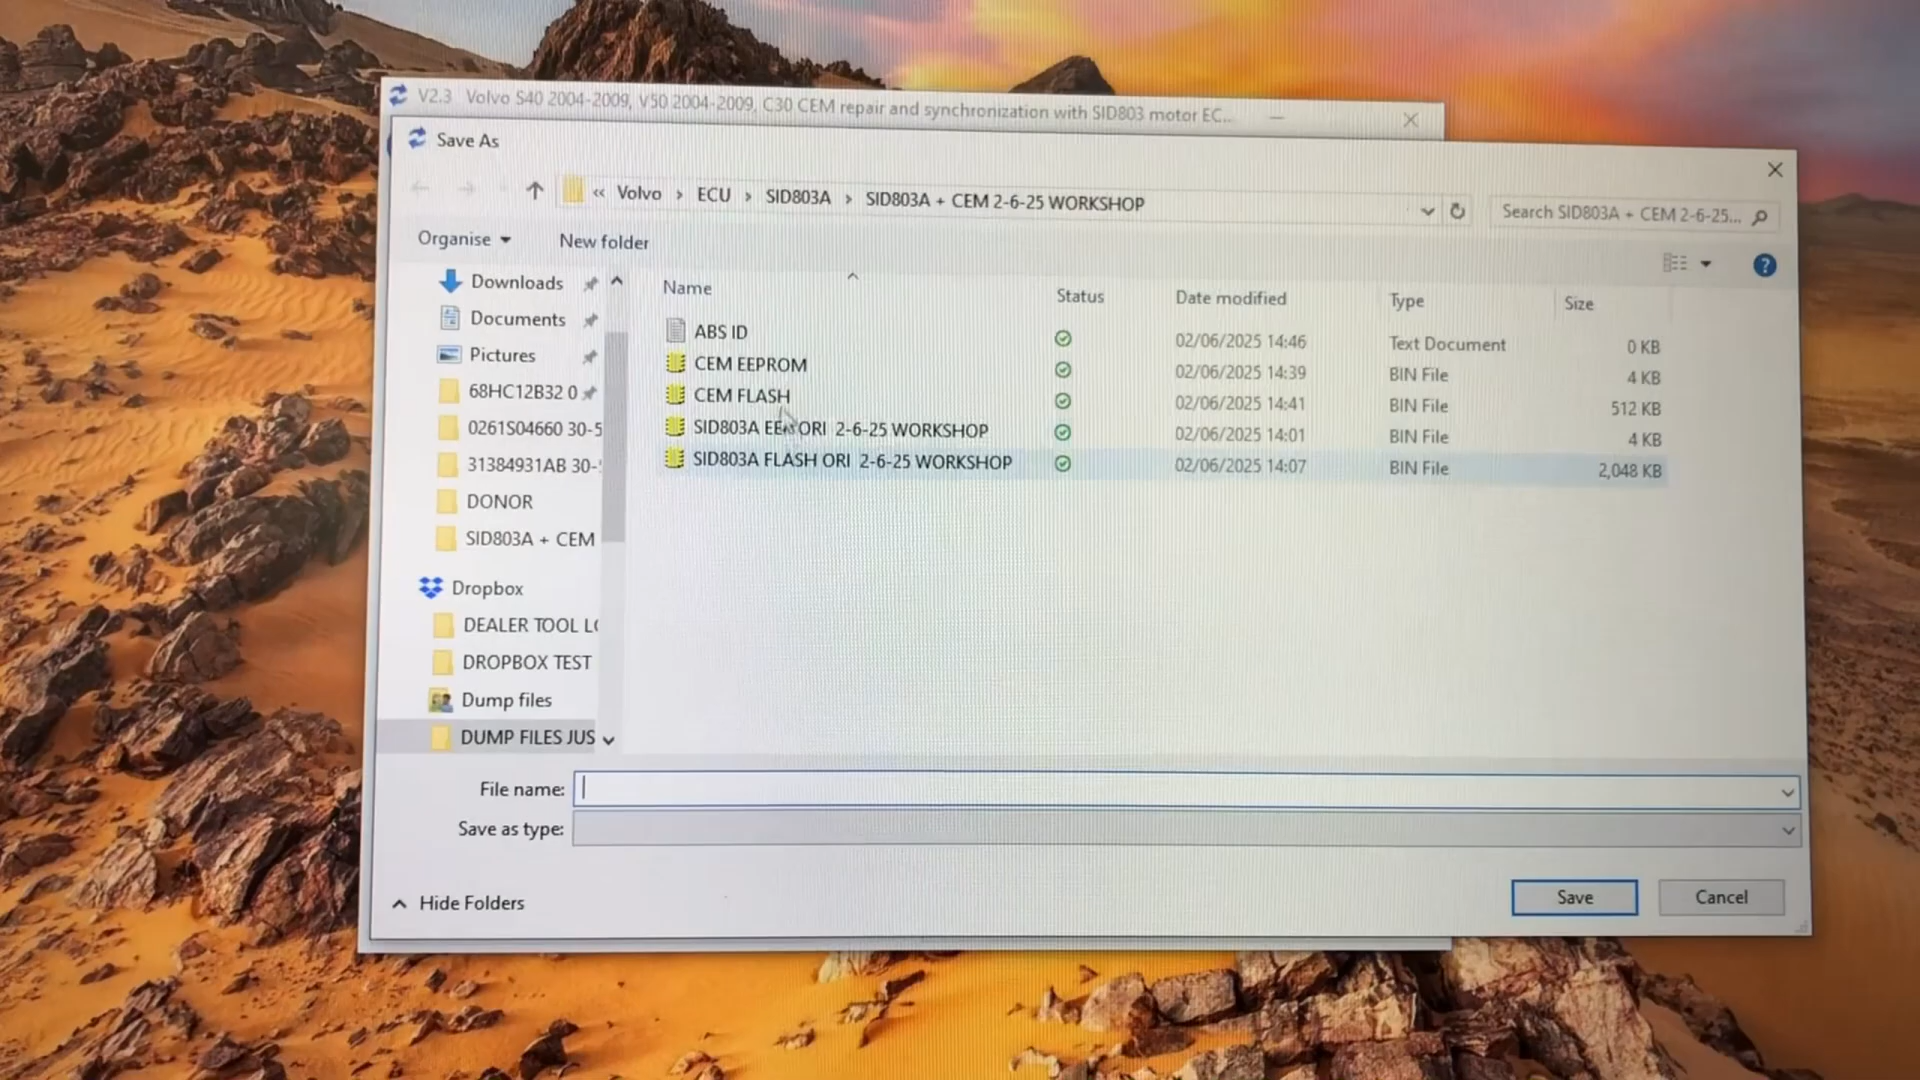 V2.3 Volvo S40 2004-2009, V50 2004-2009, C30 CEM repair and synchronization with SID803 motor EC...
Save As
« Volvo › ECU › SID803A › SID803A + CEM 2-6-25 WORKSHOP
Search SID803A + CEM 2-6-25...
Organise
New folder
Name Status Date modified Type Size
Downloads
Documents
Pictures
68HC12B32 0
0261S04660 30-5
31384931AB 30-
DONOR
SID803A + CEM
Dropbox
DEALER TOOL L
DROPBOX TEST
Dump files
DUMP FILES JUS
ABS ID 02/06/2025 14:46 Text Document 0 KB
CEM EEPROM 02/06/2025 14:39 BIN File 4 KB
CEM FLASH 02/06/2025 14:41 BIN File 512 KB
SID803A ORI 2-6-25 WORKSHOP 02/06/2025 14:01 BIN File 4 KB
SID803A FLASH ORI 2-6-25 WORKSHOP 02/06/2025 14:07 BIN File 2,048 KB
File name:
Save as type:
Hide Folders
Save
Cancel